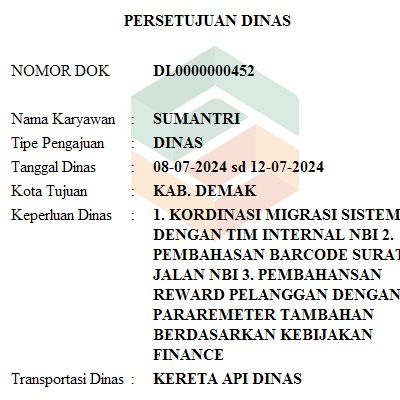 PERSETUJUAN DINAS
NOMOR DOK DL0000000452
Nama Karyawan : SUMANTRI
Tipe Pengajuan : DINAS
Tanggal Dinas : 08-07-2024 sd 12-07-2024
Kota Tujuan : KAB. DEMAK
Keperluan Dinas : 1. KORDINASI MIGRASI SISTEM
DENGAN TIM INTERNAL NBI 2.
PEMBAHASAN BARCODE SURAT
JALAN NBI 3. PEMBAHANSAN
REWARD PELANGGAN DENGAN
PARAREMETER TAMBAHAN
BERDASARKAN KEBIJAKAN
FINANCE
Transportasi Dinas : KERETA API DINAS